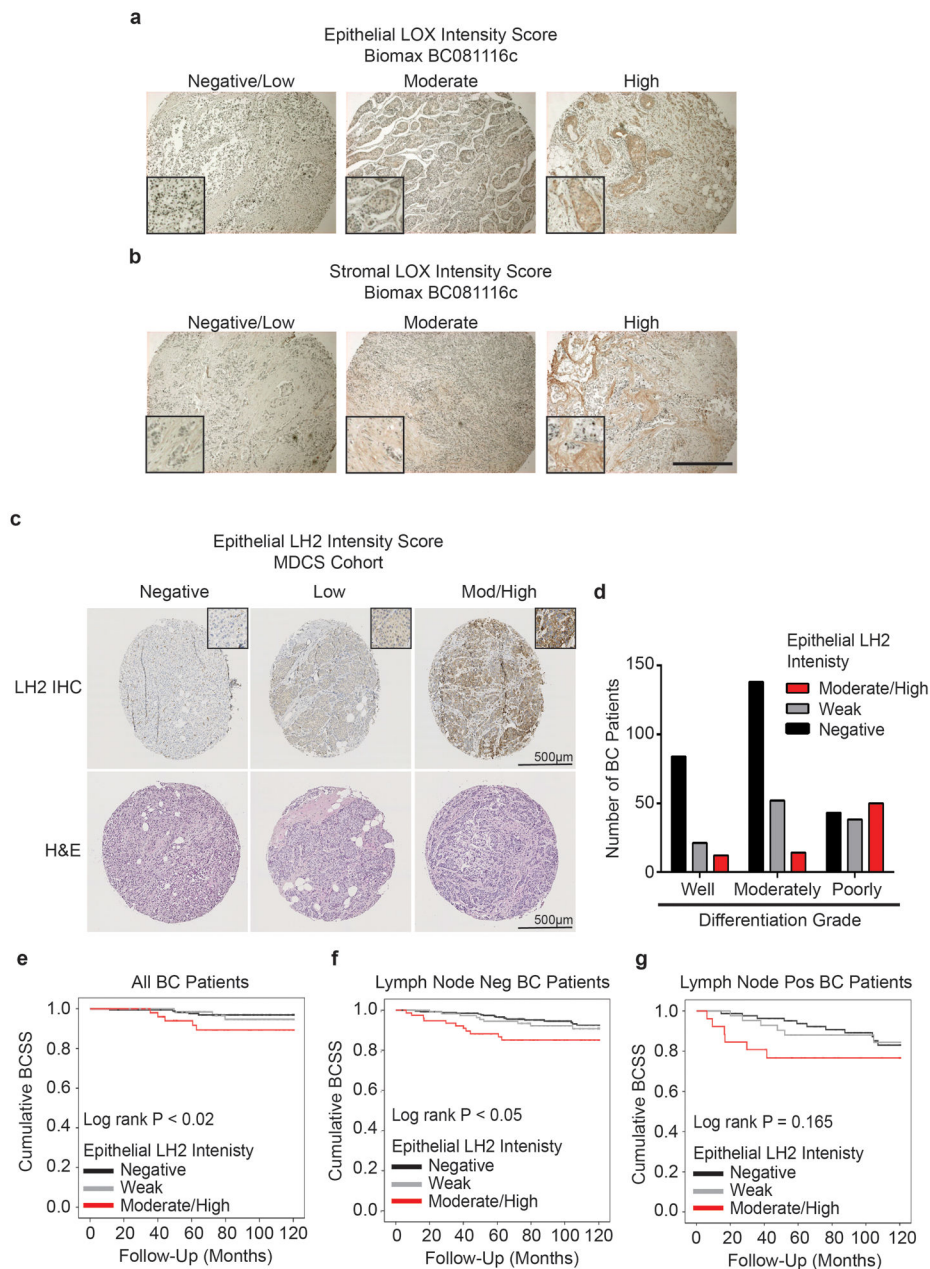 a
Epithelial LOX Intensity Score
Biomax BC081116c
Negative/Low Moderate High
b
Stromal LOX Intensity Score
Biomax BC081116c
Negative/Low Moderate High
c
Epithelial LH2 Intensity Score
MDCS Cohort
Negative Low Mod/High
LH2 IHC
500µm
H&E
500µm
d
Epithelial LH2
Intenisty
Moderate/High
Weak
Negative
Number of BC Patients
150
100
50
0
Well Moderately Poorly
Differentiation Grade
e
All BC Patients
Cumulative BCSS
1.0
0.8
0.6
0.4
0.2
0.0
Log rank P < 0.02
Epithelial LH2 Intenisty
Negative
Weak
Moderate/High
0 20 40 60 80 100 120
Follow-Up (Months)
f
Lymph Node Neg BC Patients
Cumulative BCSS
1.0
0.8
0.6
0.4
0.2
0.0
Log rank P < 0.05
Epithelial LH2 Intenisty
Negative
Weak
Moderate/High
0 20 40 60 80 100 120
Follow-Up (Months)
g
Lymph Node Pos BC Patients
Cumulative BCSS
1.0
0.8
0.6
0.4
0.2
0.0
Log rank P = 0.165
Epithelial LH2 Intenisty
Negative
Weak
Moderate/High
0 20 40 60 80 100 120
Follow-Up (Months)